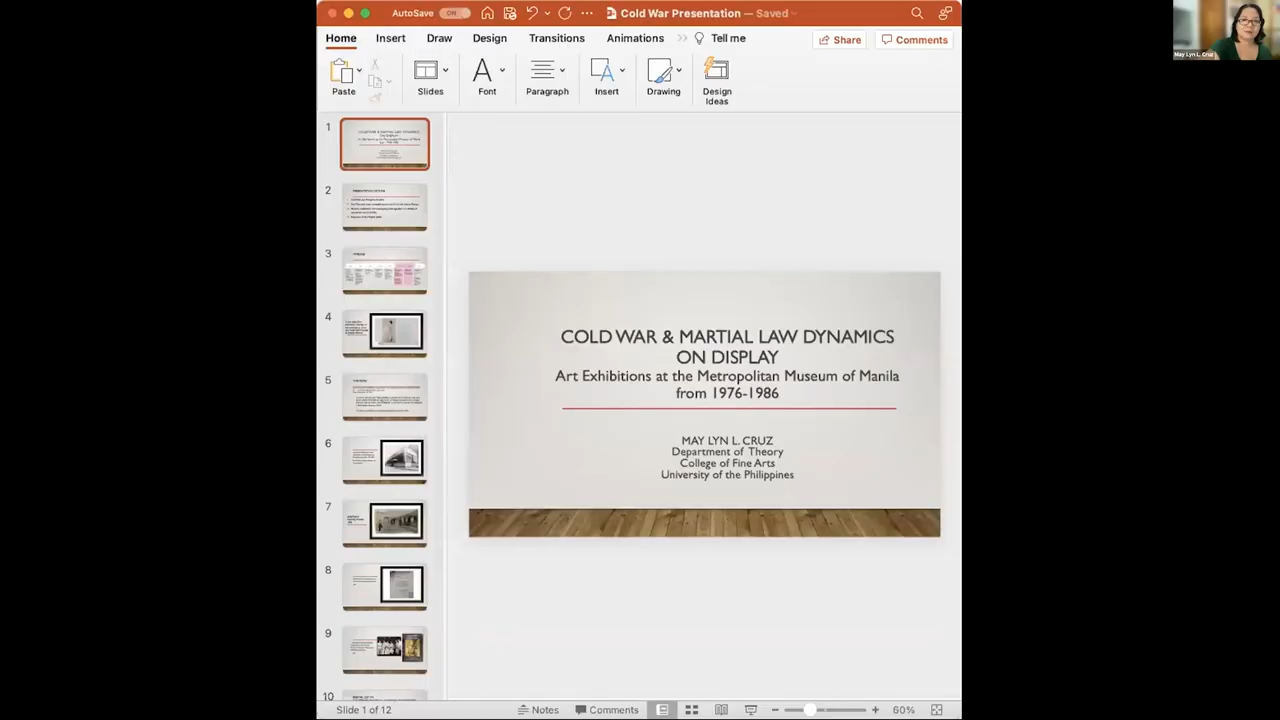 AutoSave ON
Cold War Presentation — Saved
May Lyn L. Cruz
Home Insert Draw Design Transitions Animations Tell me
Share Comments
Paste Slides Font Paragraph Insert Drawing Design Ideas
1
2
3
4
5
6
7
8
9
10
COLD WAR & MARTIAL LAW DYNAMICS
ON DISPLAY
Art Exhibitions at the Metropolitan Museum of Manila
from 1976-1986
MAY LYN L. CRUZ
Department of Theory
College of Fine Arts
University of the Philippines
Slide 1 of 12 Notes Comments 60%